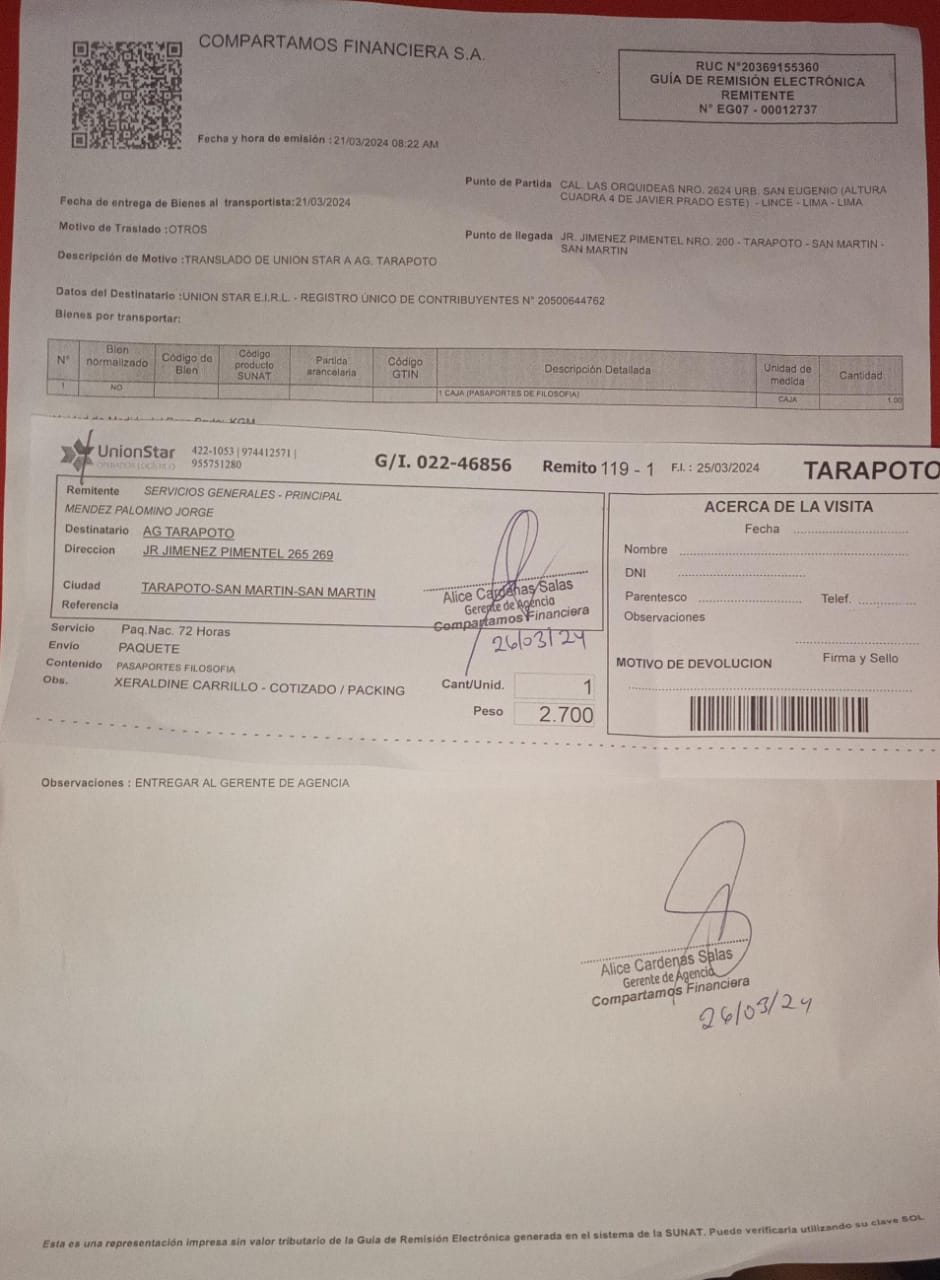 COMPARTAMOS FINANCIERA S.A.
RUC N°20369155360
GUÍA DE REMISIÓN ELECTRÓNICA
REMITENTE
N° EG07 - 00012737
Fecha y hora de emisión : 21/03/2024 08:22 AM
Fecha de entrega de Bienes al transportista:21/03/2024
Punto de Partida CAL. LAS ORQUIDEAS NRO. 2624 URB. SAN EUGENIO (ALTURA
CUADRA 4 DE JAVIER PRADO ESTE) - LINCE - LIMA - LIMA
Motivo de Traslado :OTROS
Punto de llegada JR. JIMENEZ PIMENTEL NRO. 200 - TARAPOTO - SAN MARTIN -
SAN MARTIN
Descripción de Motivo :TRANSLADO DE UNION STAR A AG. TARAPOTO
Datos del Destinatario :UNION STAR E.I.R.L. - REGISTRO ÚNICO DE CONTRIBUYENTES N° 20500644762
Bienes por transportar:
N° Bien normalizado Código de Bien Código producto SUNAT Partida arancelaria Código GTIN Descripción Detallada Unidad de medida Cantidad
1 NO 1 CAJA (PASAPORTES DE FILOSOFIA) CAJA 1.00
UnionStar
OPERADOR LOGÍSTICO
422-1053 | 974412571 |
955751280
G/I. 022-46856 Remito 119 - 1 F.I. : 25/03/2024 TARAPOTO
Remitente SERVICIOS GENERALES - PRINCIPAL
MENDEZ PALOMINO JORGE
Destinatario AG TARAPOTO
Direccion JR JIMENEZ PIMENTEL 265 269
Ciudad TARAPOTO-SAN MARTIN-SAN MARTIN
Referencia
Servicio Paq.Nac. 72 Horas
Envio PAQUETE
Contenido PASAPORTES FILOSOFIA
Obs. XERALDINE CARRILLO - COTIZADO / PACKING
Alice Cardenas Salas
Gerente de Agencia
Compartamos Financiera
26/03/24
Cant/Unid. 1
Peso 2.700
ACERCA DE LA VISITA
Fecha
Nombre
DNI
Parentesco Telef.
Observaciones
Firma y Sello
MOTIVO DE DEVOLUCION
Observaciones : ENTREGAR AL GERENTE DE AGENCIA
Alice Cardenas Salas
Gerente de Agencia
Compartamos Financiera
26/03/24
Esta es una representación impresa sin valor tributario de la Guía de Remisión Electrónica generada en el sistema de la SUNAT. Puede verificarla utilizando su clave SOL